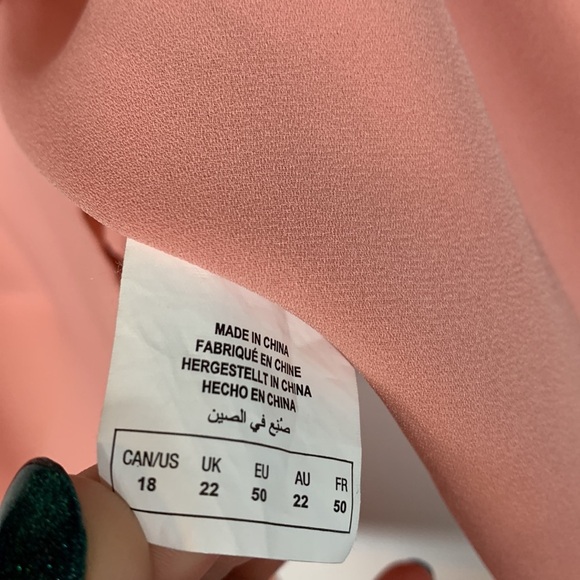 MADE IN CHINA
FABRIQUÉ EN CHINE
HERGESTELLT IN CHINA
HECHO EN CHINA
صُنِع في الصين
CAN/US UK EU AU FR
18 22 50 22 50